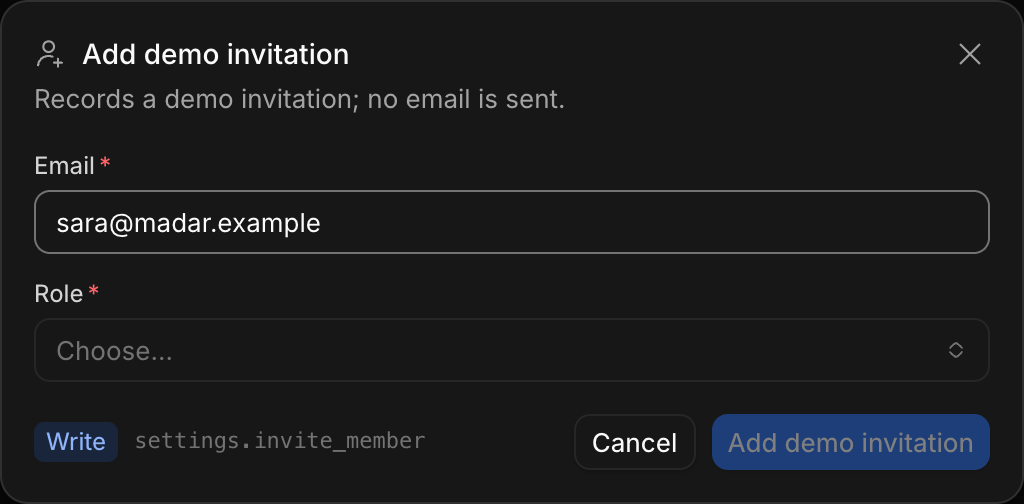 Add demo invitation
Records a demo invitation; no email is sent.
Email *
sara@madar.example
Role *
Choose...
Write settings.invite_member Cancel Add demo invitation